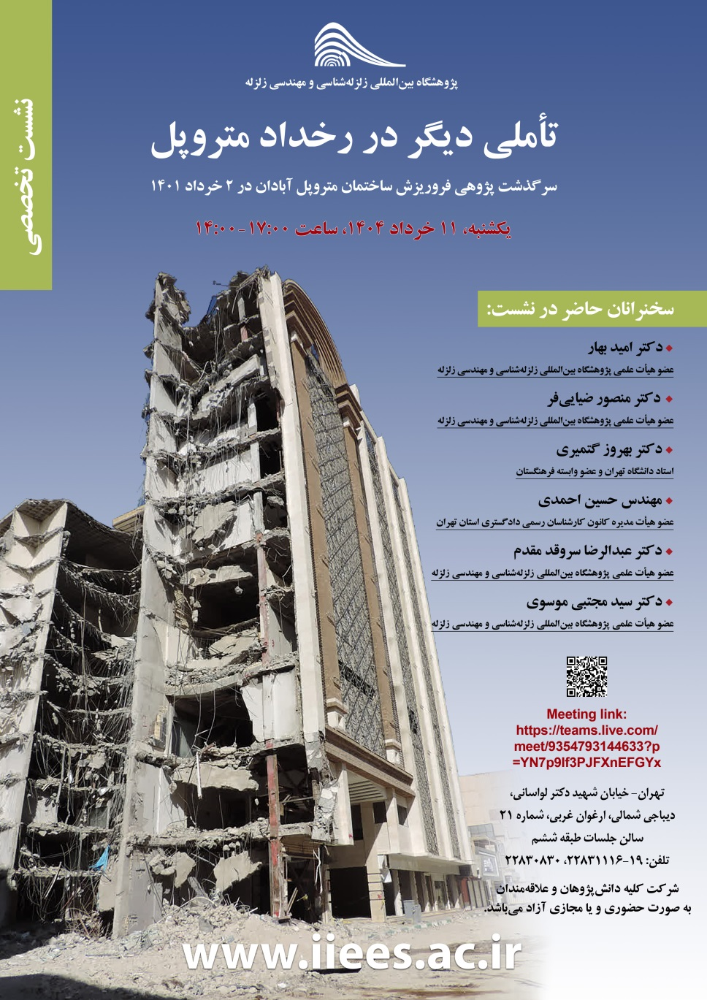 پژوهشگاه بین‌المللی زلزله‌شناسی و مهندسی زلزله
نشست تخصصی
تأملی دیگر در رخداد متروپل
سرگذشت پژوهی فروریزش ساختمان متروپل آبادان در ۲ خرداد ۱۴۰۱
یکشنبه، ۱۱ خرداد ۱۴۰۴، ساعت ۱۷:۰۰-۱۴:۰۰
سخنرانان حاضر در نشست:
دکتر امید بهار
عضو هیأت علمی پژوهشگاه بین‌المللی زلزله‌شناسی و مهندسی زلزله
دکتر منصور ضیایی‌فر
عضو هیأت علمی پژوهشگاه بین‌المللی زلزله‌شناسی و مهندسی زلزله
دکتر بهروز گتمیری
استاد دانشگاه تهران و عضو وابسته فرهنگستان
مهندس حسین احمدی
عضو هیأت مدیره کانون کارشناسان رسمی دادگستری استان تهران
دکتر عبدالرضا سروقد مقدم
عضو هیأت علمی پژوهشگاه بین‌المللی زلزله‌شناسی و مهندسی زلزله
دکتر سید مجتبی موسوی
عضو هیأت علمی پژوهشگاه بین‌المللی زلزله‌شناسی و مهندسی زلزله
Meeting link:
https://teams.live.com/
meet/9354793144633?p
=YN7p9If3PJFXnEFGYx
تهران- خیابان شهید دکتر لواسانی،
دیباجی شمالی، ارغوان غربی، شماره ۲۱
سالن جلسات طبقه ششم
تلفن: ۱۹-۲۲۸۳۱۱۱۶، ۲۲۸۳۰۸۳۰
شرکت کلیه دانش‌پژوهان و علاقه‌مندان
به صورت حضوری و یا مجازی آزاد می‌باشد.
www.iiees.ac.ir